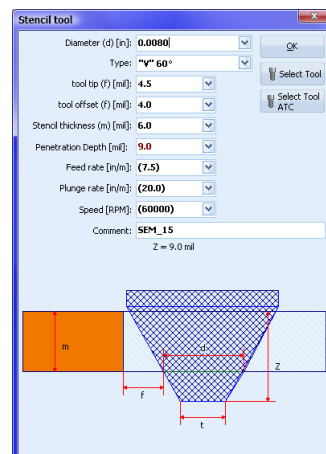 Stencil tool
Diameter (d) [in]: 0.0080
OK
Type: "V" 60°
Select Tool
tool tip (f) [mil]: 4.5
tool offset (f) [mil]: 4.0
Select Tool
ATC
Stencil thickness (m) [mil]: 6.0
Penetration Depth [mil]: 9.0
Feed rate [in/m]: (7.5)
Plunge rate [in/m]: (20.0)
Speed [RPM]: (60000)
Comment: SEM_15
Z = 9.0 mil
m
d
Z
f
t